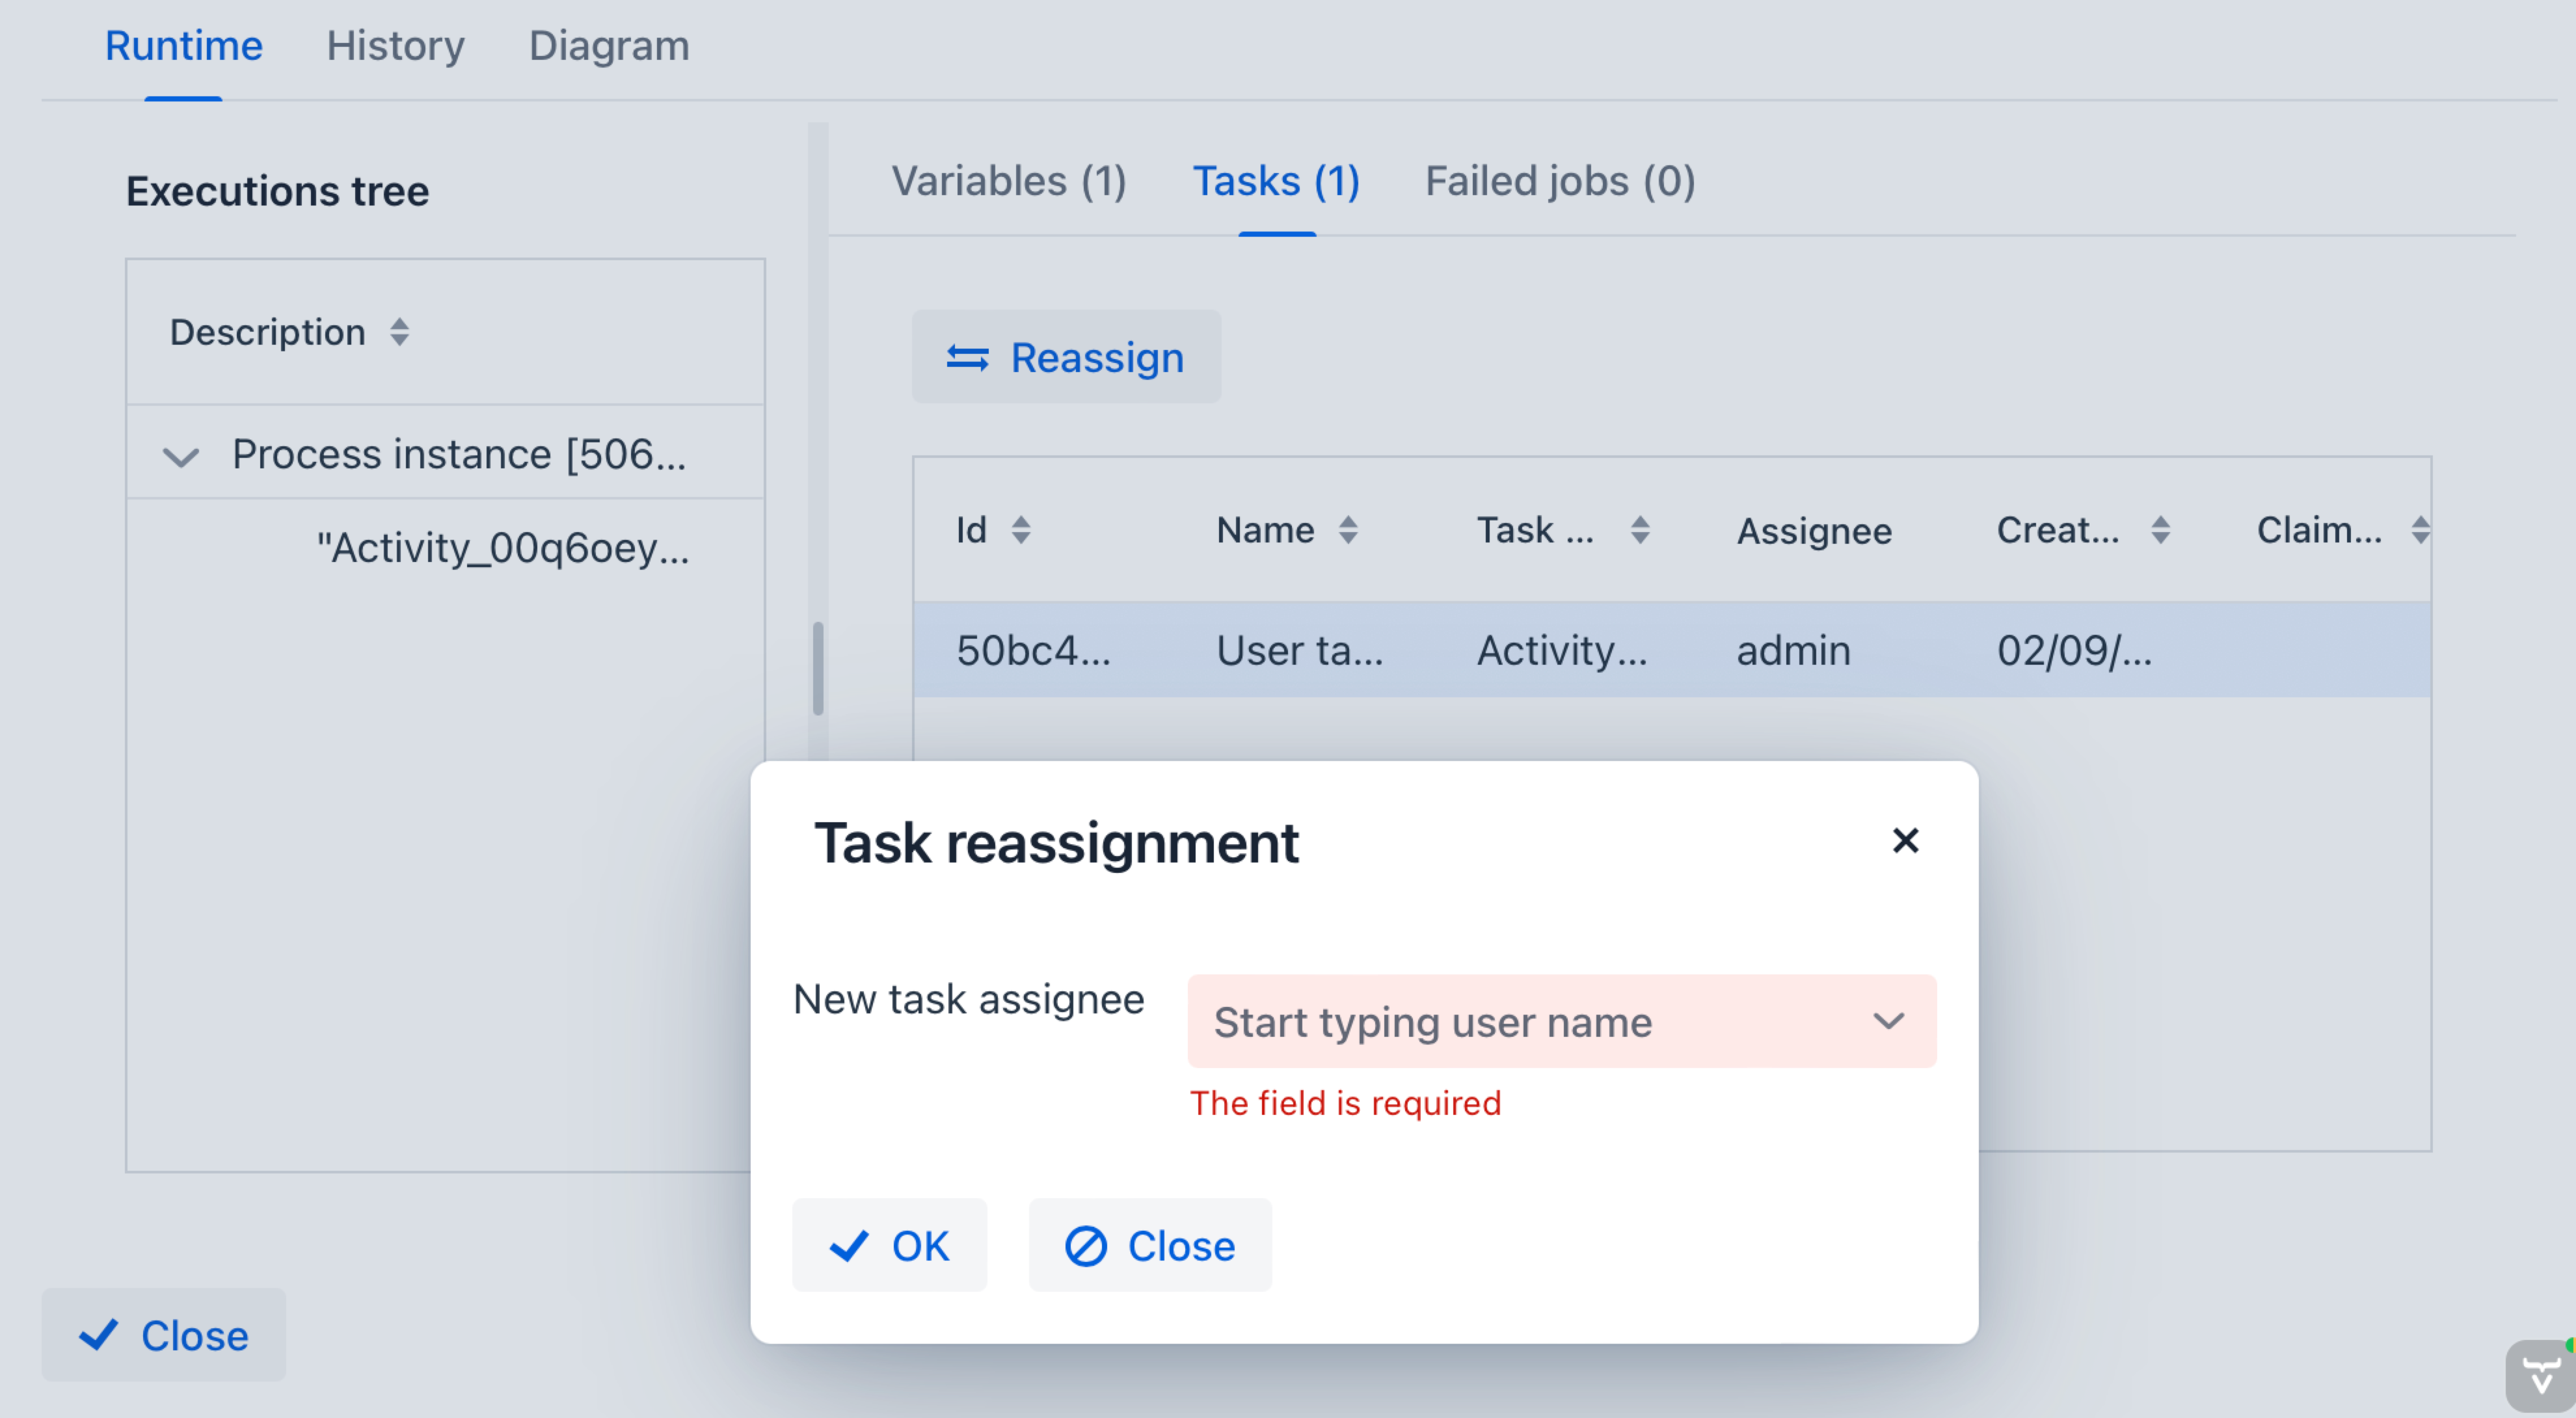 Runtime History Diagram
Executions tree
Description
Process instance [506...
"Activity_00q6oey...
Variables (1) Tasks (1) Failed jobs (0)
Reassign
Id Name Task ... Assignee Creat... Claim...
50bc4... User ta... Activity... admin 02/09/...
Task reassignment
New task assignee
Start typing user name
The field is required
OK Close
Close